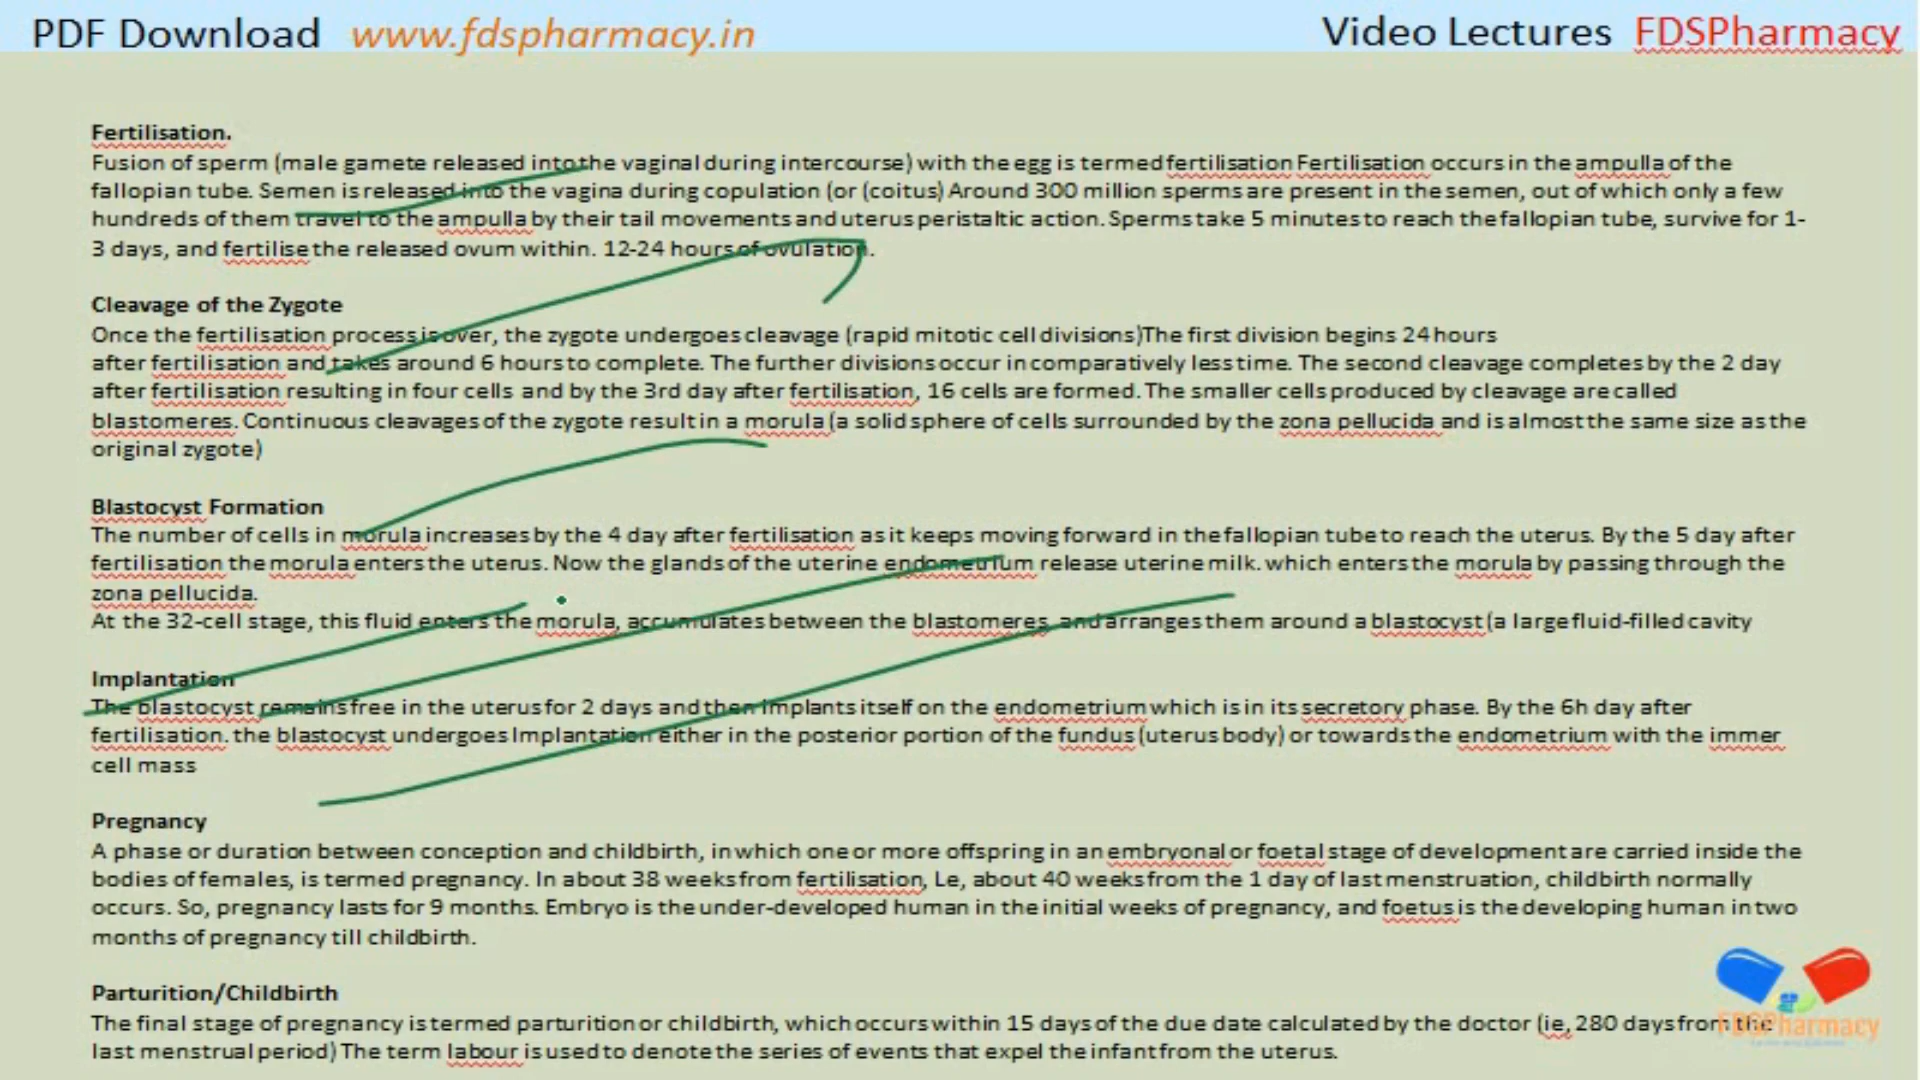 PDF Download www.fdspharmacy.in Video Lectures FDSPharmacy
Fertilisation.
Fusion of sperm (male gamete released into the vaginal during intercourse) with the egg is termed fertilisation Fertilisation occurs in the ampulla of the
fallopian tube. Semen is released into the vagina during copulation (or (coitus) Around 300 million sperms are present in the semen, out of which only a few
hundreds of them travel to the ampulla by their tail movements and uterus peristaltic action. Sperms take 5 minutes to reach the fallopian tube, survive for 1-
3 days, and fertilise the released ovum within. 12-24 hours of ovulation.
Cleavage of the Zygote
Once the fertilisation process is over, the zygote undergoes cleavage (rapid mitotic cell divisions)The first division begins 24 hours
after fertilisation and takes around 6 hours to complete. The further divisions occur in comparatively less time. The second cleavage completes by the 2 day
after fertilisation resulting in four cells and by the 3rd day after fertilisation, 16 cells are formed. The smaller cells produced by cleavage are called
blastomeres. Continuous cleavages of the zygote result in a morula (a solid sphere of cells surrounded by the zona pellucida and is almost the same size as the
original zygote)
Blastocyst Formation
The number of cells in morula increases by the 4 day after fertilisation as it keeps moving forward in the fallopian tube to reach the uterus. By the 5 day after
fertilisation the morula enters the uterus. Now the glands of the uterine endometrium release uterine milk. which enters the morula by passing through the
zona pellucida.
At the 32-cell stage, this fluid enters the morula, accumulates between the blastomeres, and arranges them around a blastocyst (a large fluid-filled cavity
Implantation
The blastocyst remains free in the uterus for 2 days and then implants itself on the endometrium which is in its secretory phase. By the 6h day after
fertilisation. the blastocyst undergoes Implantation either in the posterior portion of the fundus (uterus body) or towards the endometrium with the immer
cell mass
Pregnancy
A phase or duration between conception and childbirth, in which one or more offspring in an embryonal or foetal stage of development are carried inside the
bodies of females, is termed pregnancy. In about 38 weeks from fertilisation, Le, about 40 weeks from the 1 day of last menstruation, childbirth normally
occurs. So, pregnancy lasts for 9 months. Embryo is the under-developed human in the initial weeks of pregnancy, and foetus is the developing human in two
months of pregnancy till childbirth.
Parturition/Childbirth
The final stage of pregnancy is termed parturition or childbirth, which occurs within 15 days of the due date calculated by the doctor (ie, 280 days from the
last menstrual period) The term labour is used to denote the series of events that expel the infant from the uterus.
FDSPharmacy